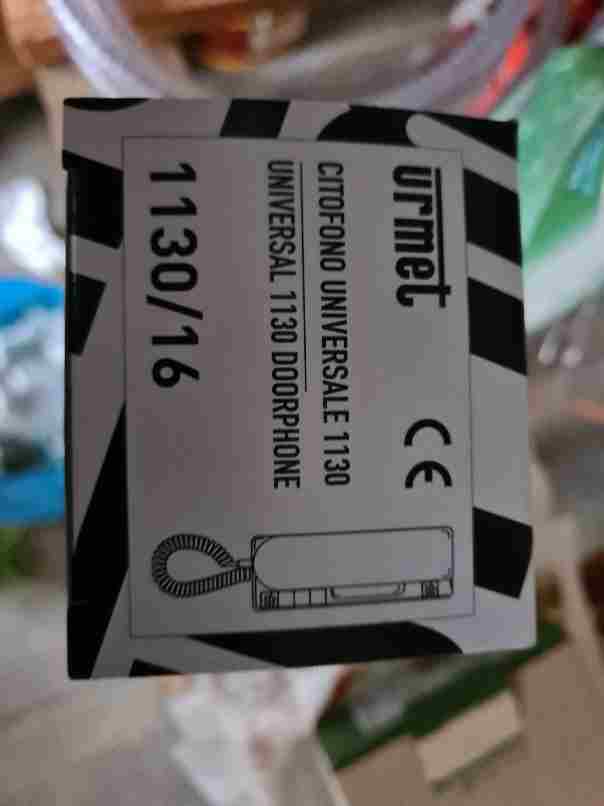 urmet
CE
CITOFONO UNIVERSALE 1130
UNIVERSAL 1130 DOORPHONE
1130/16